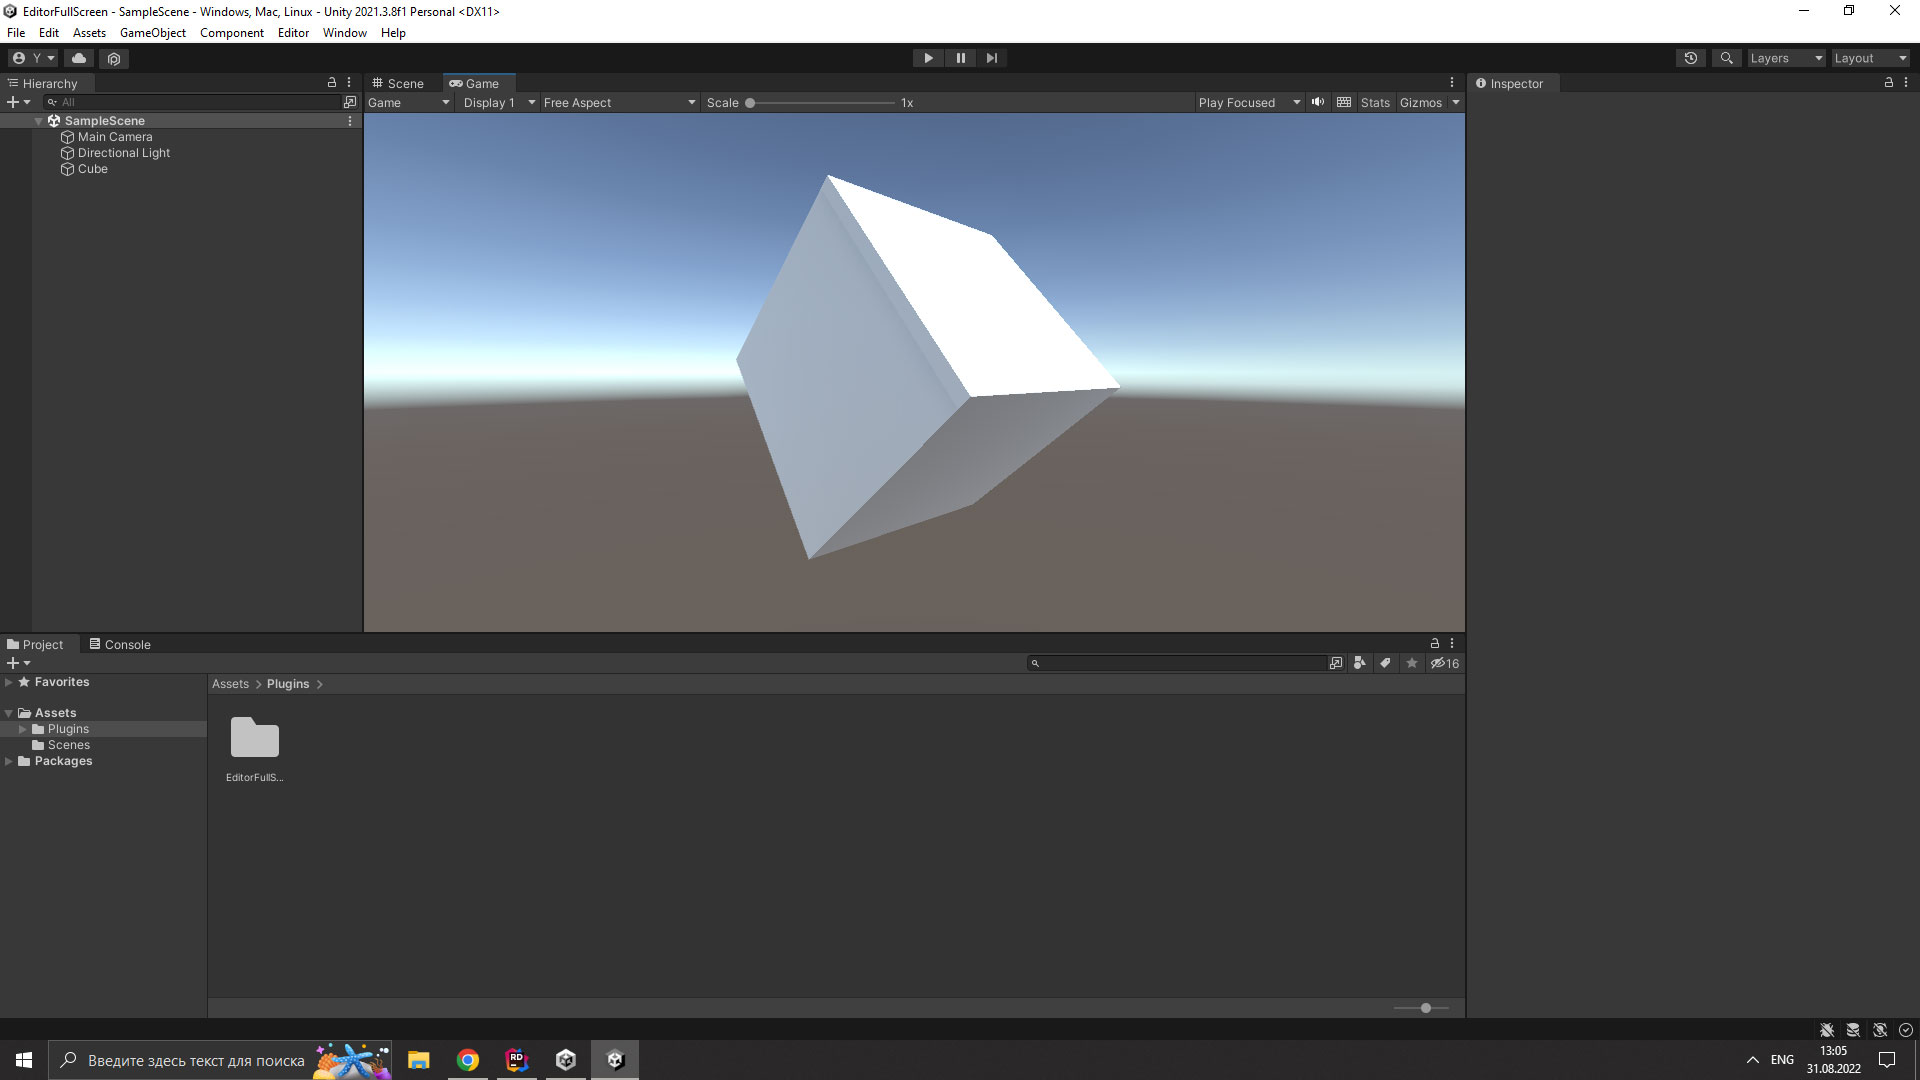 EditorFullScreen - SampleScene - Windows, Mac, Linux - Unity 2021.3.8f1 Personal <DX11>
File Edit Assets GameObject Component Editor Window Help
Y Layers Layout
Hierarchy Scene Game Inspector
All Game Display 1 Free Aspect Scale 1x Play Focused Stats Gizmos
SampleScene
Main Camera
Directional Light
Cube
Project Console
16
Favorites
Assets > Plugins >
Assets
Plugins
Scenes
Packages
EditorFullS...
Введите здесь текст для поиска
RD
ENG
13:05
31.08.2022